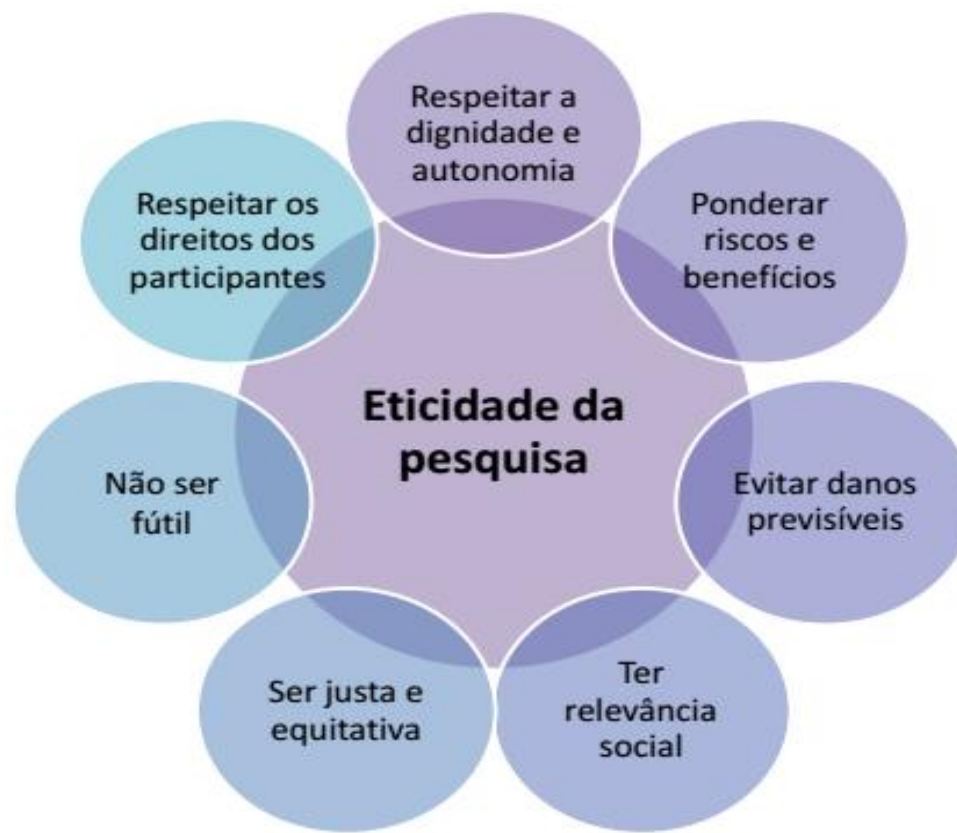 Respeitar a
dignidade e
autonomia
Ponderar
riscos e
benefícios
Evitar danos
previsíveis
Ter
relevância
social
Ser justa e
equitativa
Não ser
fútil
Respeitar os
direitos dos
participantes
Eticidade da
pesquisa